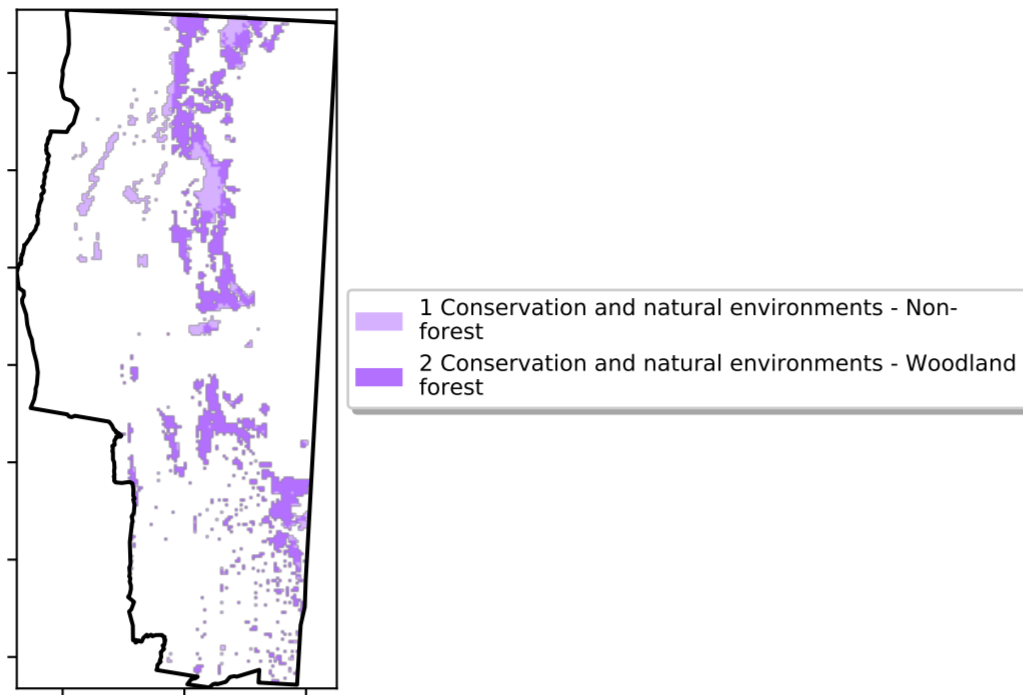 1 Conservation and natural environments - Non-
forest
2 Conservation and natural environments - Woodland
forest